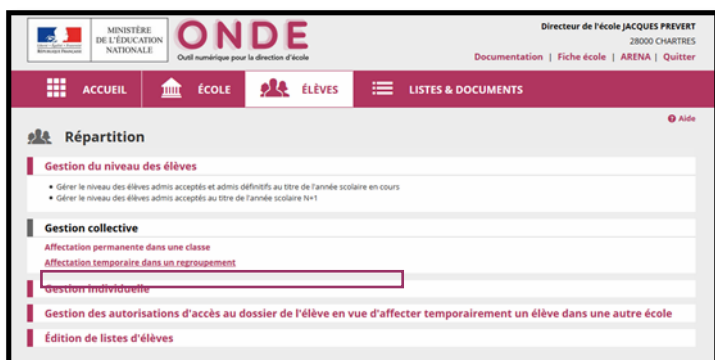 MINISTÈRE
DE L'ÉDUCATION
NATIONALE
ONDE
Outil numérique pour la direction d'école
Directeur de l'école JACQUES PREVERT
28000 CHARTRES
Documentation | Fiche école | ARENA | Quitter
ACCUEIL ÉCOLE ÉLÈVES LISTES & DOCUMENTS
Aide
Répartition
Gestion du niveau des élèves
• Gérer le niveau des élèves admis acceptés et admis définitifs au titre de l'année scolaire en cours
• Gérer le niveau des élèves admis acceptés au titre de l'année scolaire N+1
Gestion collective
Affectation permanente dans une classe
Affectation temporaire dans un regroupement
Gestion individuelle
Gestion des autorisations d'accès au dossier de l'élève en vue d'affecter temporairement un élève dans une autre école
Édition de listes d'élèves